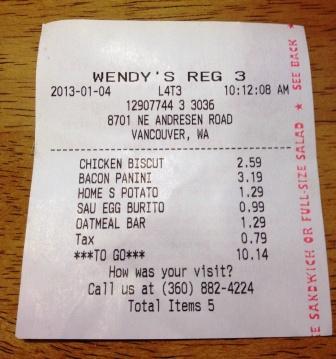 WENDY'S REG 3
2013-01-04 L4T3 10:12:08 AM
12907744 3 3036
8701 NE ANDRESEN ROAD
VANCOUVER, WA
CHICKEN BISCUT 2.59
BACON PANINI 3.19
HOME S POTATO 1.29
SAU EGG BURITO 0.99
OATMEAL BAR 1.29
Tax 0.79
***TO GO*** 10.14
How was your visit?
Call us at (360) 882-4224
Total Items 5
E SANDWICH OR FULL-SIZE SALAD * SEE BACK *